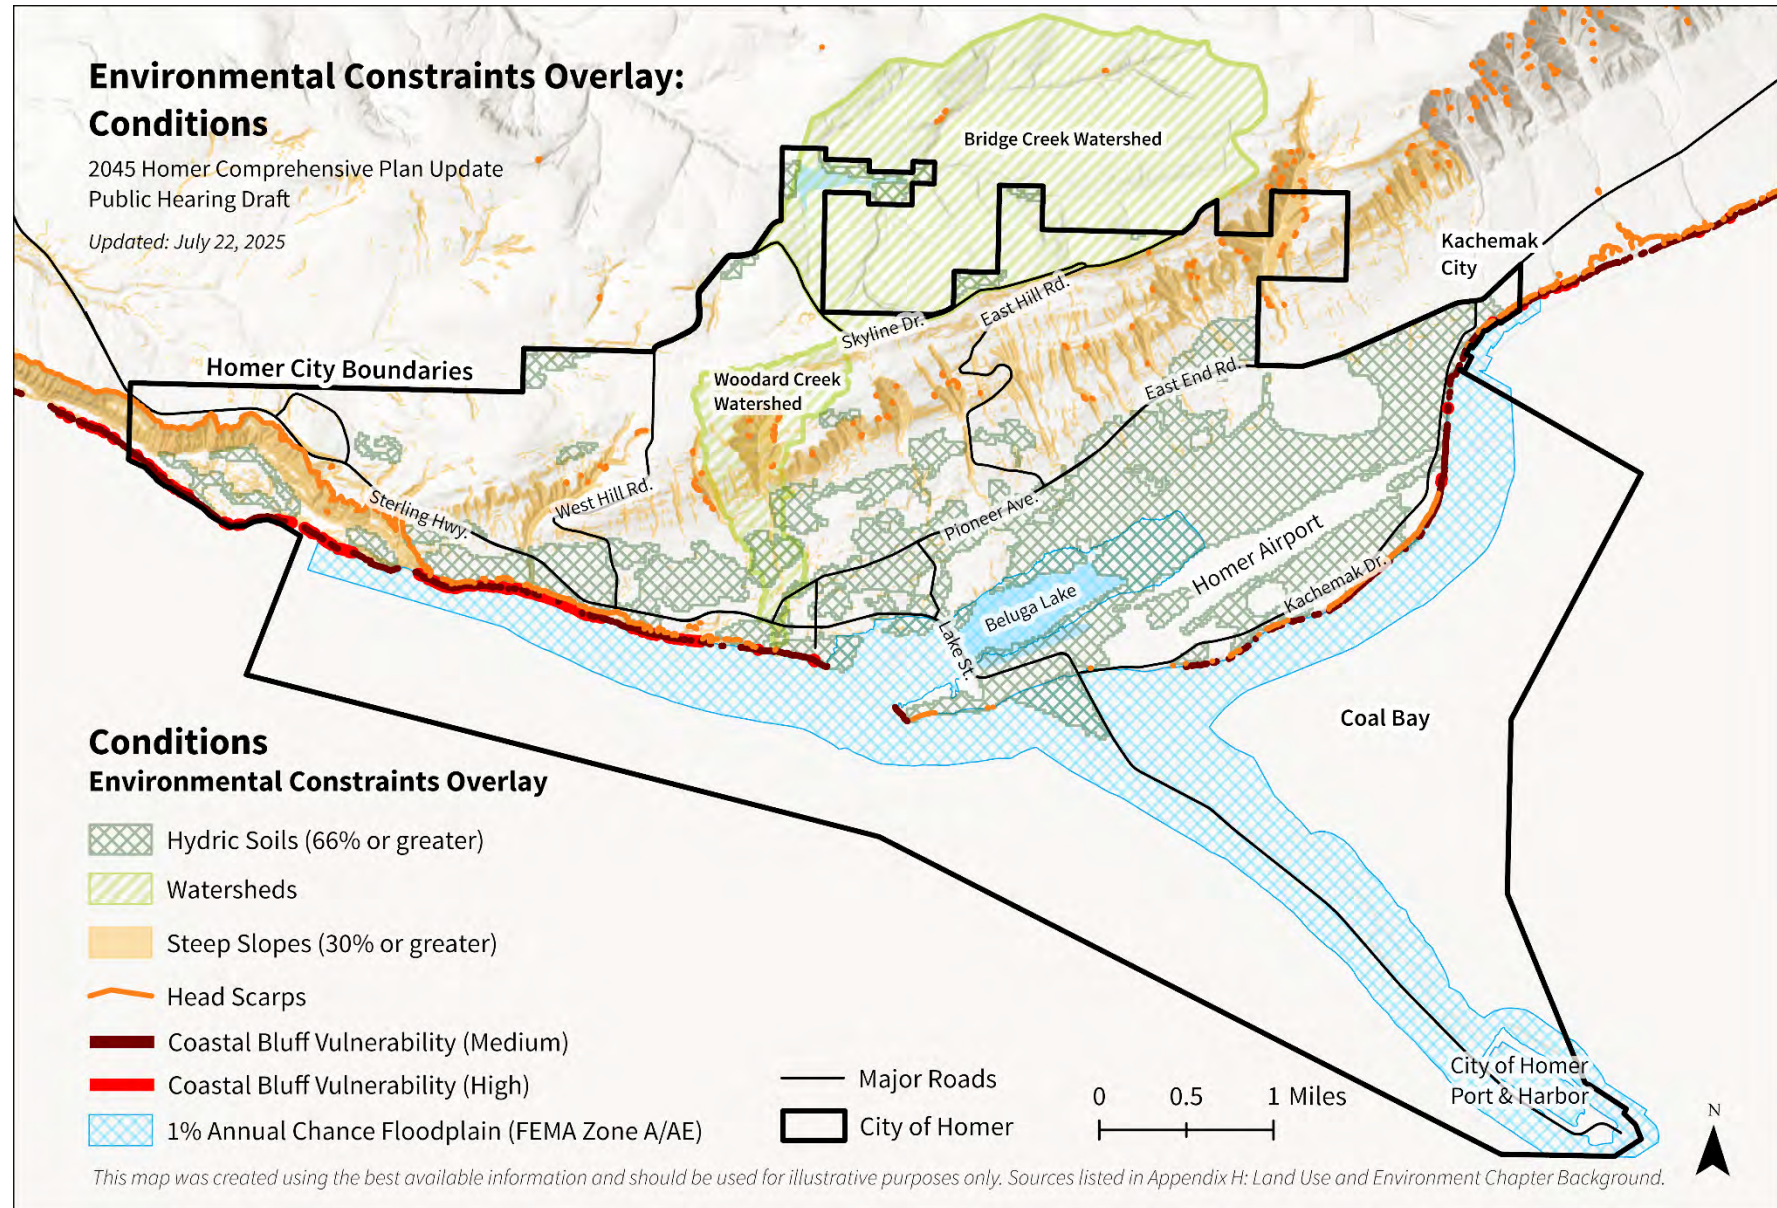 Environmental Constraints Overlay:
Conditions
2045 Homer Comprehensive Plan Update
Public Hearing Draft
Updated: July 22, 2025
Bridge Creek Watershed
Kachemak
City
Homer City Boundaries
Skyline Dr.
East Hill Rd.
Woodard Creek
Watershed
East End Rd.
Sterling Hwy.
West Hill Rd.
Pioneer Ave.
Homer Airport
Beluga Lake
Kachemak Dr.
Lake St.
Coal Bay
Conditions
Environmental Constraints Overlay
Hydric Soils (66% or greater)
Watersheds
Steep Slopes (30% or greater)
Head Scarps
Coastal Bluff Vulnerability (Medium)
Coastal Bluff Vulnerability (High)
1% Annual Chance Floodplain (FEMA Zone A/AE)
Major Roads
City of Homer
0 0.5 1 Miles
City of Homer
Port & Harbor
N
This map was created using the best available information and should be used for illustrative purposes only. Sources listed in Appendix H: Land Use and Environment Chapter Background.